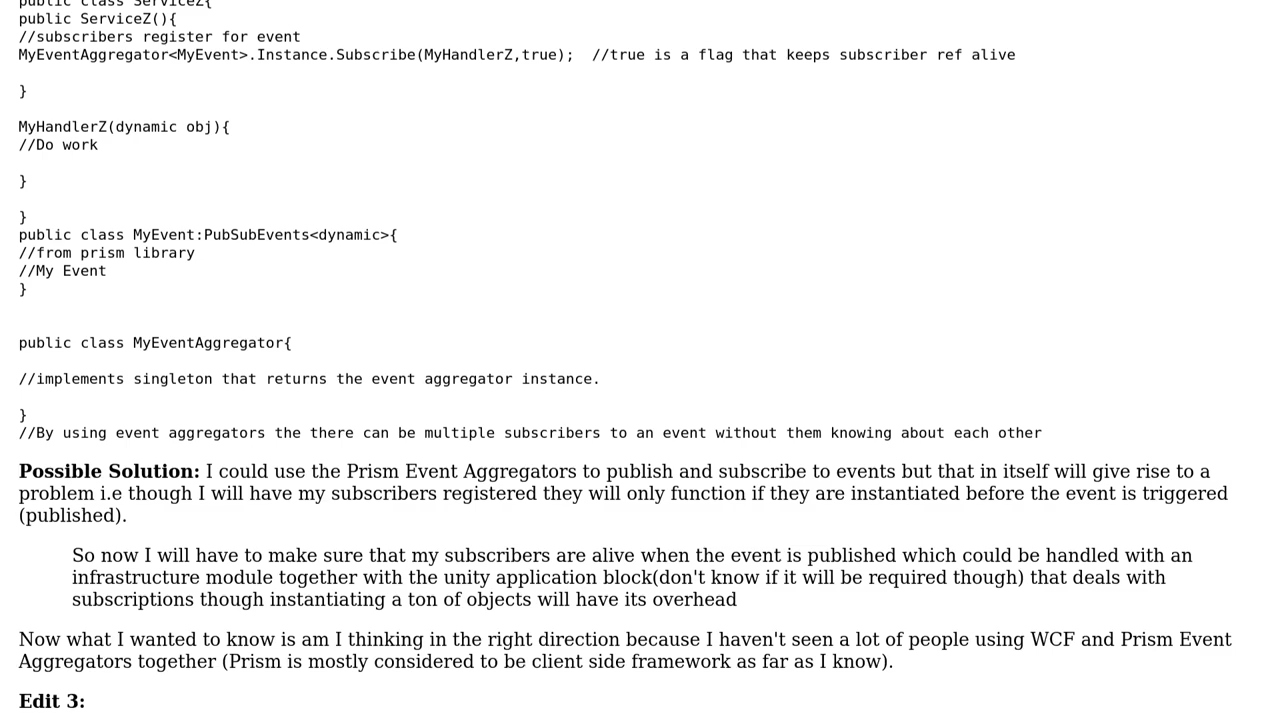 public class ServiceZ{
public ServiceZ(){
//subscribers register for event
MyEventAggregator<MyEvent>.Instance.Subscribe(MyHandlerZ,true);  //true is a flag that keeps subscriber ref alive
}
MyHandlerZ(dynamic obj){
//Do work
}
}
public class MyEvent:PubSubEvents<dynamic>{
//from prism library
//My Event
}
public class MyEventAggregator{
//implements singleton that returns the event aggregator instance.
}
//By using event aggregators the there can be multiple subscribers to an event without them knowing about each other
Possible Solution: I could use the Prism Event Aggregators to publish and subscribe to events but that in itself will give rise to a
problem i.e though I will have my subscribers registered they will only function if they are instantiated before the event is triggered
(published).
So now I will have to make sure that my subscribers are alive when the event is published which could be handled with an
infrastructure module together with the unity application block(don't know if it will be required though) that deals with
subscriptions though instantiating a ton of objects will have its overhead
Now what I wanted to know is am I thinking in the right direction because I haven't seen a lot of people using WCF and Prism Event
Aggregators together (Prism is mostly considered to be client side framework as far as I know).
Edit 3: